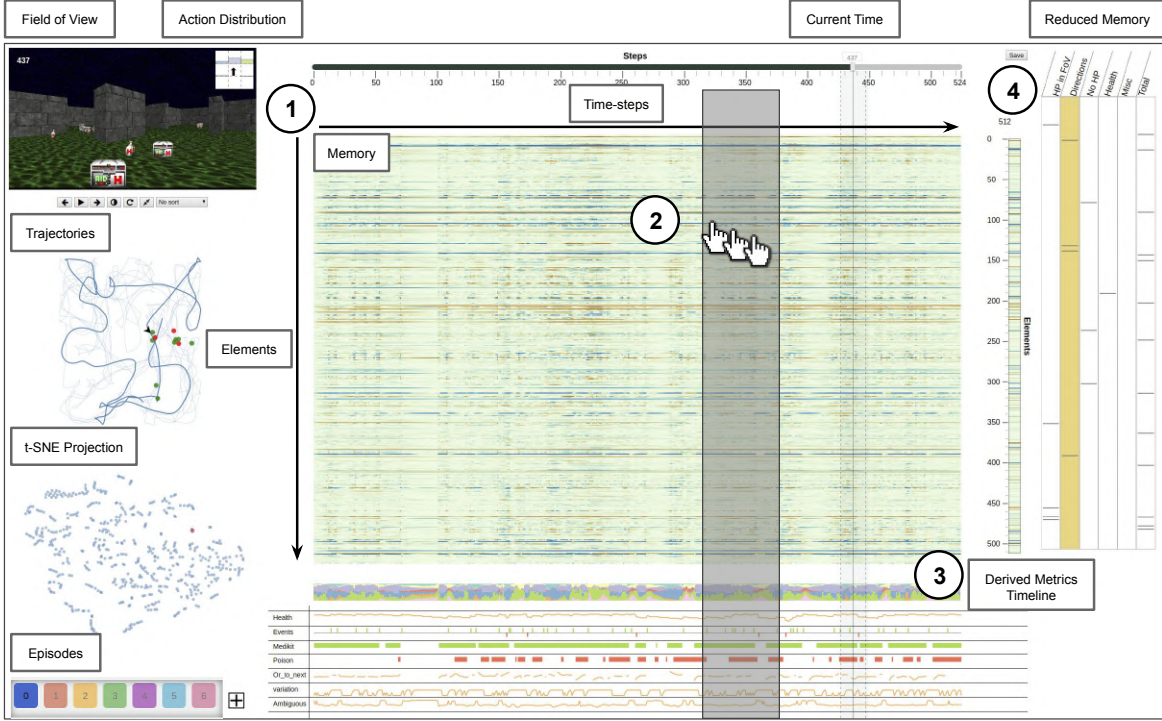 Field of View
Action Distribution
Current Time
Reduced Memory
437
Steps
437
0 50 100 150 200 250 300 350 400 450 500 524
Time-steps
1
Memory
2
Save
4
HP in FoV
Directions
No HP
Health
Misc
Total
512
0
50
100
150
200
250
300
350
400
450
500
Elements
No sort
Trajectories
Elements
t-SNE Projection
3
Derived Metrics
Timeline
Health
Events
Medikit
Poison
Or_to_next
variation
Ambiguous
Episodes
0 1 2 3 4 5 6